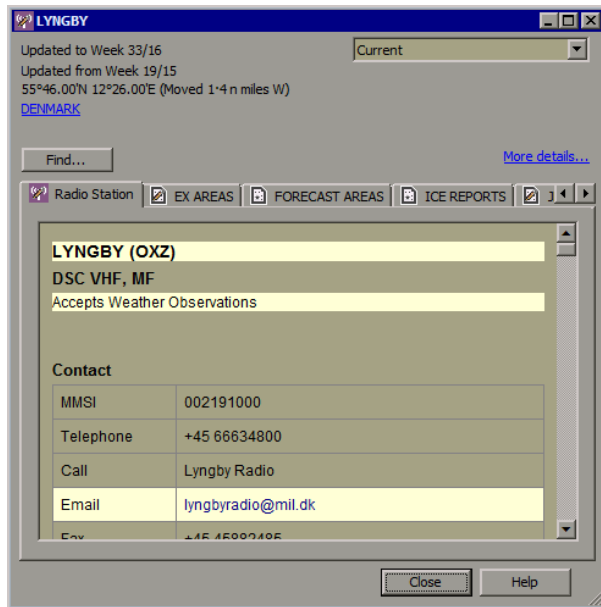 LYNGBY
Updated to Week 33/16
Current
Updated from Week 19/15
55°46.00'N 12°26.00'E (Moved 1·4 n miles W)
DENMARK
Find...
More details...
Radio Station EX AREAS FORECAST AREAS ICE REPORTS J
LYNGBY (OXZ)
DSC VHF, MF
Accepts Weather Observations
Contact
MMSI 002191000
Telephone +45 66634800
Call Lyngby Radio
Email lyngbyradio@mil.dk
Fax +45 45882485
Close Help